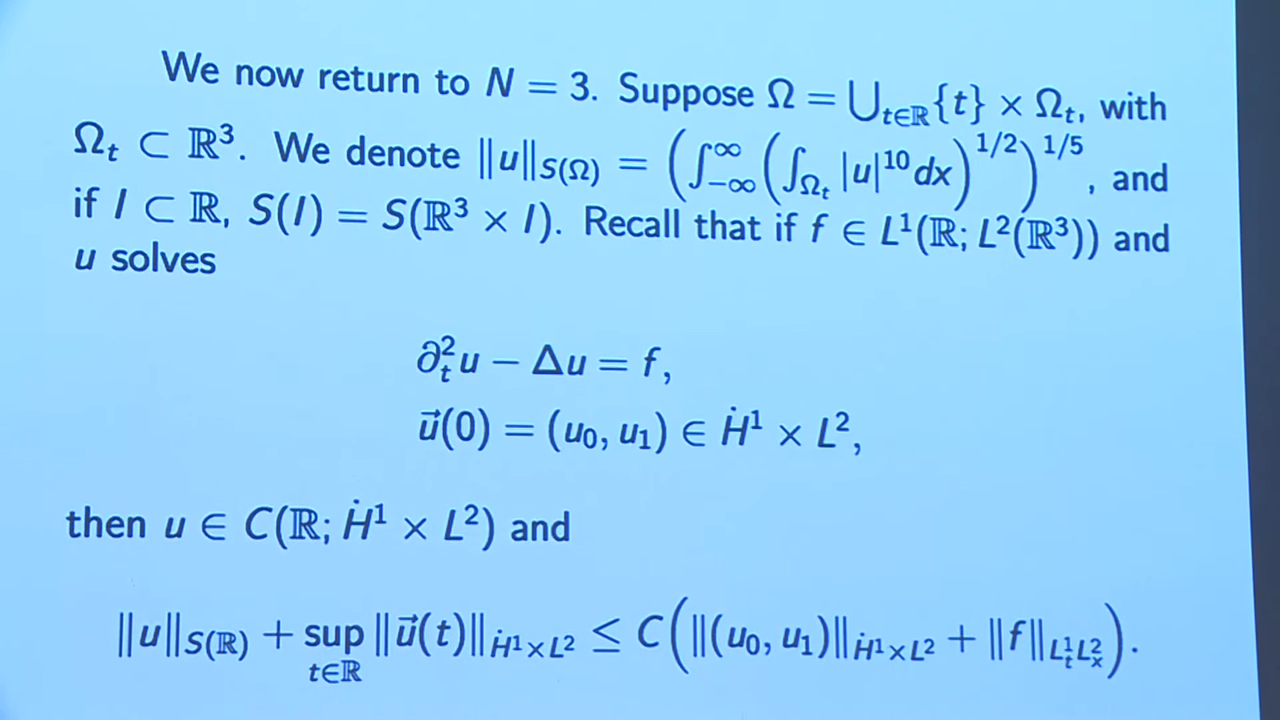 We now return to N = 3. Suppose Ω = ⋃_{t∈ℝ}{t} × Ω_t, with
Ω_t ⊂ ℝ³. We denote ‖u‖_{S(Ω)} = (∫_{-∞}^{∞} (∫_{Ω_t} |u|^{10} dx)^{1/2})^{1/5}, and
if I ⊂ ℝ, S(I) = S(ℝ³ × I). Recall that if f ∈ L¹(ℝ; L²(ℝ³)) and
u solves
∂_t²u − Δu = f,
u⃗(0) = (u₀, u₁) ∈ Ḣ¹ × L²,
then u ∈ C(ℝ; Ḣ¹ × L²) and
‖u‖_{S(ℝ)} + sup_{t∈ℝ} ‖u⃗(t)‖_{Ḣ¹×L²} ≤ C(‖(u₀, u₁)‖_{Ḣ¹×L²} + ‖f‖_{L_t^1 L_x^2}).